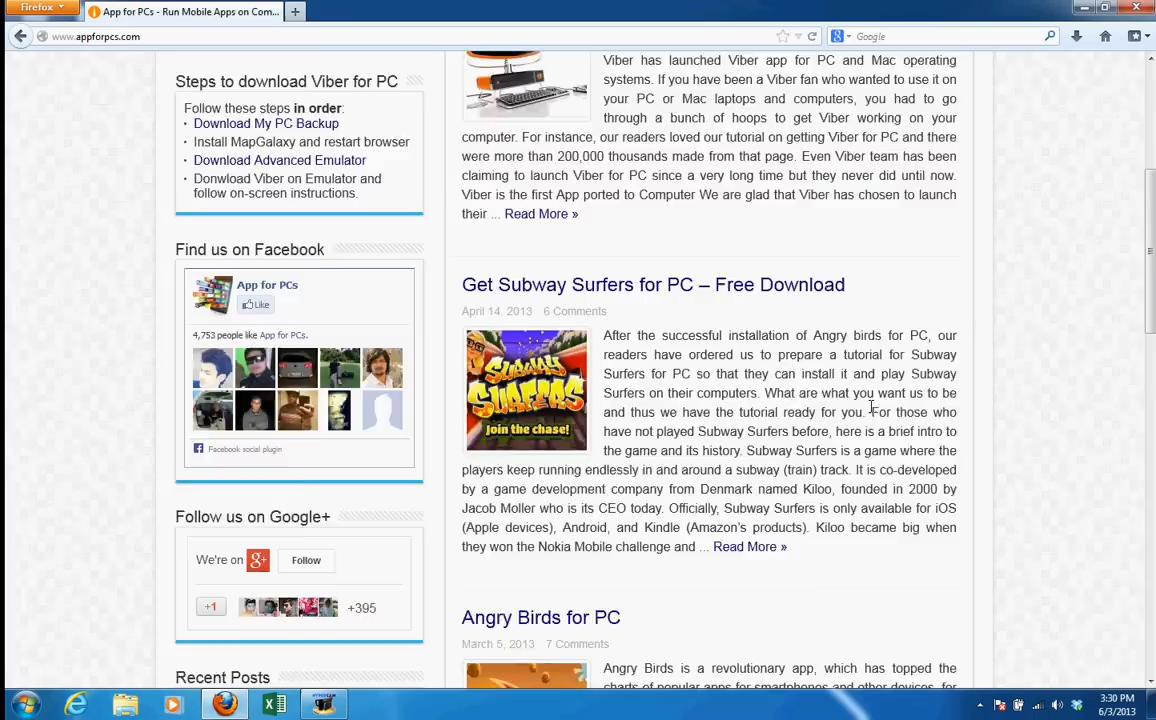 Firefox
App for PCs - Run Mobile Apps on Com...
www.appforpcs.com
Google
Steps to download Viber for PC
Follow these steps in order:
Download My PC Backup
Install MapGalaxy and restart browser
Download Advanced Emulator
Donwload Viber on Emulator and
follow on-screen instructions.
Find us on Facebook
App for PCs
Like
4,753 people like App for PCs.
Facebook social plugin
Follow us on Google+
We're on g+ Follow
+1
+395
Recent Posts
Viber has launched Viber app for PC and Mac operating
systems. If you have been a Viber fan who wanted to use it on
your PC or Mac laptops and computers, you had to go
through a bunch of hoops to get Viber working on your
computer. For instance, our readers loved our tutorial on getting Viber for PC and there
were more than 200,000 thousands made from that page. Even Viber team has been
claiming to launch Viber for PC since a very long time but they never did until now.
Viber is the first App ported to Computer We are glad that Viber has chosen to launch
their ... Read More »
Get Subway Surfers for PC – Free Download
April 14, 2013 6 Comments
SUBWAY
SURFERS
Join the chase!
After the successful installation of Angry birds for PC, our
readers have ordered us to prepare a tutorial for Subway
Surfers for PC so that they can install it and play Subway
Surfers on their computers. What are what you want us to be
and thus we have the tutorial ready for you. For those who
have not played Subway Surfers before, here is a brief intro to
the game and its history. Subway Surfers is a game where the
players keep running endlessly in and around a subway (train) track. It is co-developed
by a game development company from Denmark named Kiloo, founded in 2000 by
Jacob Moller who is its CEO today. Officially, Subway Surfers is only available for iOS
(Apple devices), Android, and Kindle (Amazon's products). Kiloo became big when
they won the Nokia Mobile challenge and ... Read More »
Angry Birds for PC
March 5, 2013 7 Comments
Angry Birds is a revolutionary app, which has topped the
charts of popular apps for smartphones and other devices, for
3:30 PM
6/3/2013